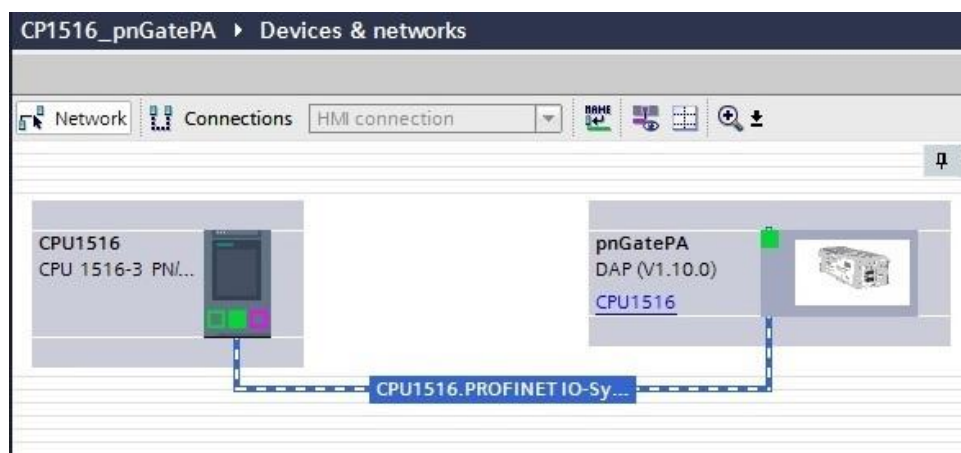 CP1516_pnGatePA ▸ Devices & networks
Network Connections HMI connection
CPU1516
CPU 1516-3 PN/...
pnGatePA
DAP (V1.10.0)
CPU1516
CPU1516.PROFINET IO-Sy...